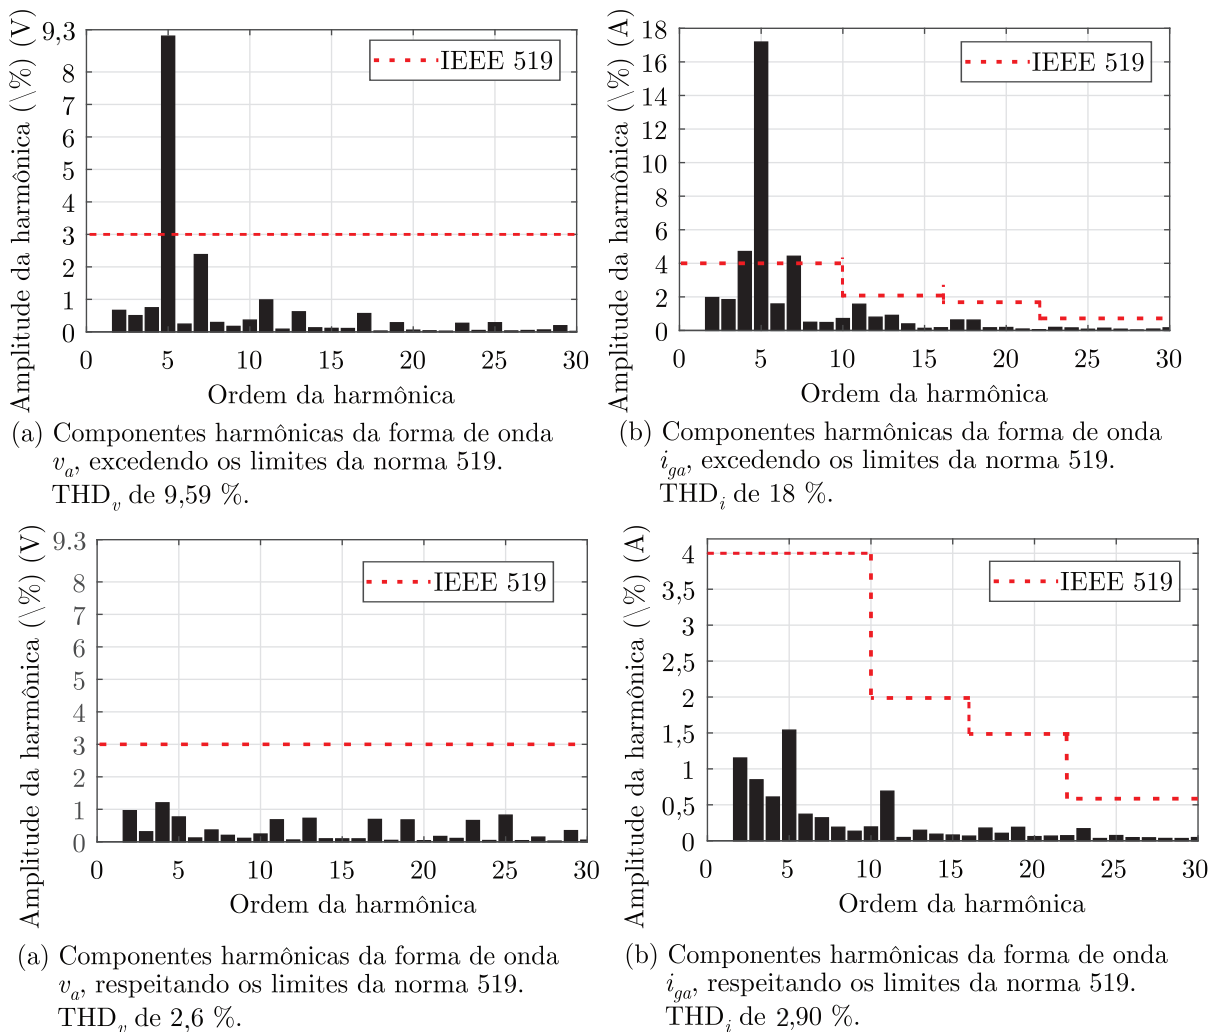 Amplitude da harmônica (\%) (V)
9,3
8
7
6
5
4
3
2
1
0
0 5 10 15 20 25 30
Ordem da harmônica
IEEE 519
(a) Componentes harmônicas da forma de onda
v_a, excedendo os limites da norma 519.
THD_v de 9,59 %.
Amplitude da harmônica (\%) (A)
18
16
14
12
10
8
6
4
2
0
0 5 10 15 20 25 30
Ordem da harmônica
IEEE 519
(b) Componentes harmônicas da forma de onda
i_ga, excedendo os limites da norma 519.
THD_i de 18 %.
Amplitude da harmônica (\%) (V)
9.3
8
7
6
5
4
3
2
1
0
0 5 10 15 20 25 30
Ordem da harmônica
IEEE 519
(a) Componentes harmônicas da forma de onda
v_a, respeitando os limites da norma 519.
THD_v de 2,6 %.
Amplitude da harmônica (\%) (A)
4
3,5
3
2,5
2
1,5
1
0,5
0
0 5 10 15 20 25 30
Ordem da harmônica
IEEE 519
(b) Componentes harmônicas da forma de onda
i_ga, respeitando os limites da norma 519.
THD_i de 2,90 %.